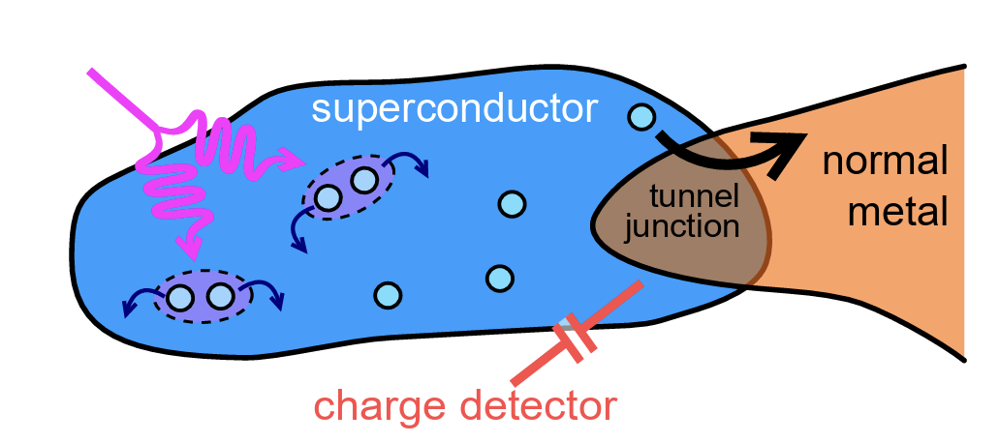 superconductor
normal
metal
tunnel
junction
charge detector